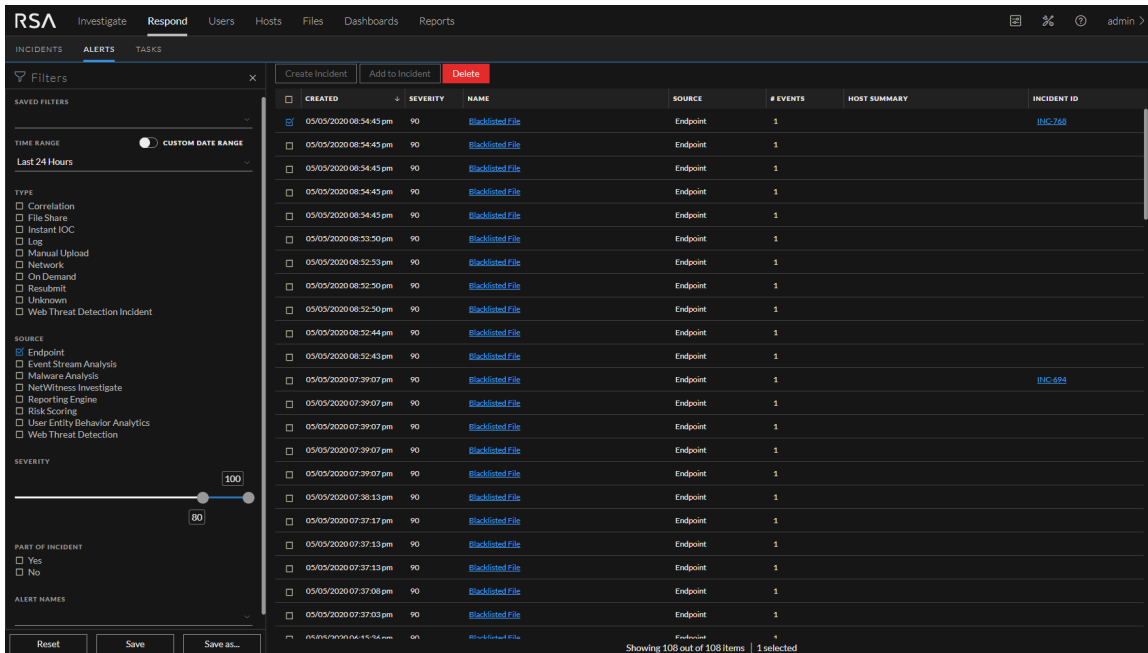 RSA Investigate Respond Users Hosts Files Dashboards Reports admin
INCIDENTS ALERTS TASKS
Filters
Create Incident Add to Incident Delete
SAVED FILTERS
TIME RANGE CUSTOM DATE RANGE
Last 24 Hours
TYPE
Correlation
File Share
Instant IOC
Log
Manual Upload
Network
On Demand
Resubmit
Unknown
Web Threat Detection Incident
SOURCE
Endpoint
Event Stream Analysis
Malware Analysis
NetWitness Investigate
Reporting Engine
Risk Scoring
User Entity Behavior Analytics
Web Threat Detection
SEVERITY
100
80
PART OF INCIDENT
Yes
No
ALERT NAMES
Reset Save Save as...
CREATED SEVERITY NAME SOURCE # EVENTS HOST SUMMARY INCIDENT ID
05/05/2020 08:54:45 pm 90 Blacklisted File Endpoint 1 INC-768
05/05/2020 08:54:45 pm 90 Blacklisted File Endpoint 1
05/05/2020 08:54:45 pm 90 Blacklisted File Endpoint 1
05/05/2020 08:54:45 pm 90 Blacklisted File Endpoint 1
05/05/2020 08:54:45 pm 90 Blacklisted File Endpoint 1
05/05/2020 08:53:50 pm 90 Blacklisted File Endpoint 1
05/05/2020 08:52:53 pm 90 Blacklisted File Endpoint 1
05/05/2020 08:52:50 pm 90 Blacklisted File Endpoint 1
05/05/2020 08:52:50 pm 90 Blacklisted File Endpoint 1
05/05/2020 08:52:44 pm 90 Blacklisted File Endpoint 1
05/05/2020 08:52:43 pm 90 Blacklisted File Endpoint 1
05/05/2020 07:39:07 pm 90 Blacklisted File Endpoint 1 INC-694
05/05/2020 07:39:07 pm 90 Blacklisted File Endpoint 1
05/05/2020 07:39:07 pm 90 Blacklisted File Endpoint 1
05/05/2020 07:39:07 pm 90 Blacklisted File Endpoint 1
05/05/2020 07:39:07 pm 90 Blacklisted File Endpoint 1
05/05/2020 07:38:13 pm 90 Blacklisted File Endpoint 1
05/05/2020 07:37:17 pm 90 Blacklisted File Endpoint 1
05/05/2020 07:37:13 pm 90 Blacklisted File Endpoint 1
05/05/2020 07:37:13 pm 90 Blacklisted File Endpoint 1
05/05/2020 07:37:08 pm 90 Blacklisted File Endpoint 1
05/05/2020 07:37:03 pm 90 Blacklisted File Endpoint 1
05/05/2020 06:15:36 pm 90 Blacklisted File Endpoint 1
Showing 108 out of 108 items | 1 selected